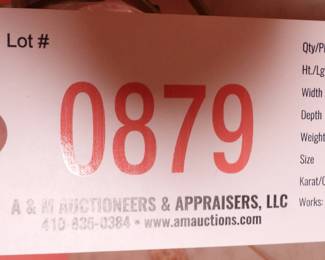 Lot #
0879
A & M AUCTIONEERS & APPRAISERS, LLC
410-835-0384 • www.amauctions.com
Qty/P
Ht./Lg
Width
Depth
Weight
Size
Karat/C
Works: